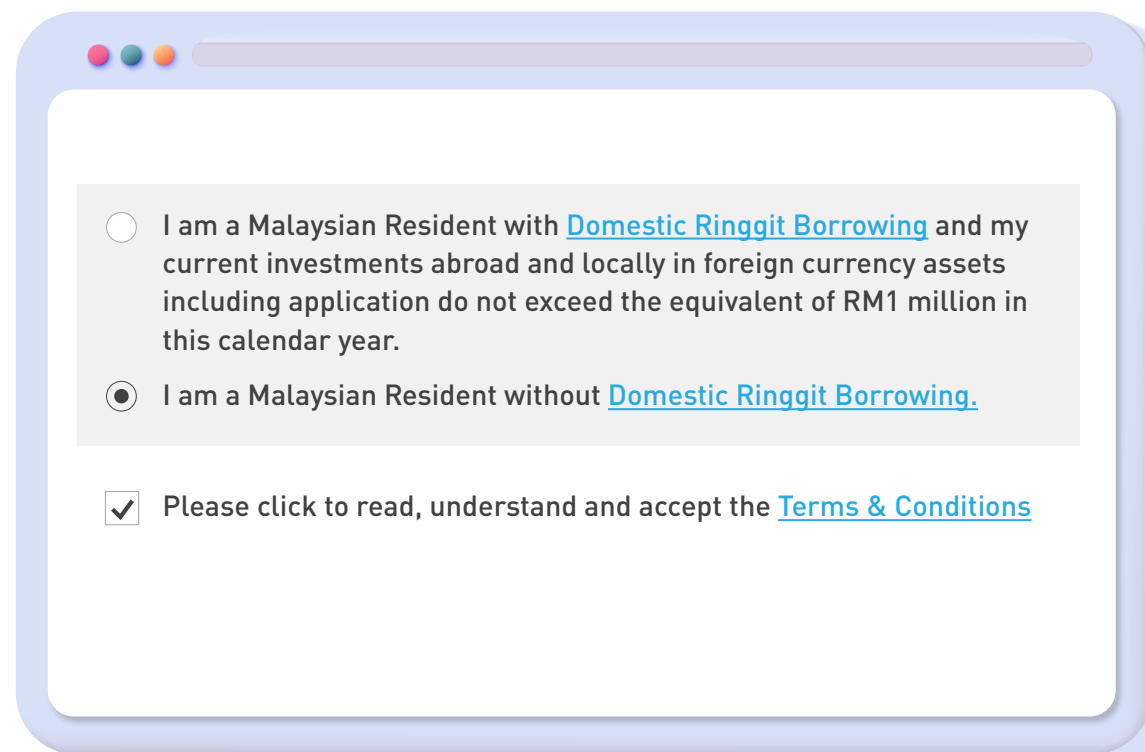 I am a Malaysian Resident with Domestic Ringgit Borrowing and my
current investments abroad and locally in foreign currency assets
including application do not exceed the equivalent of RM1 million in
this calendar year.
I am a Malaysian Resident without Domestic Ringgit Borrowing.
Please click to read, understand and accept the Terms & Conditions